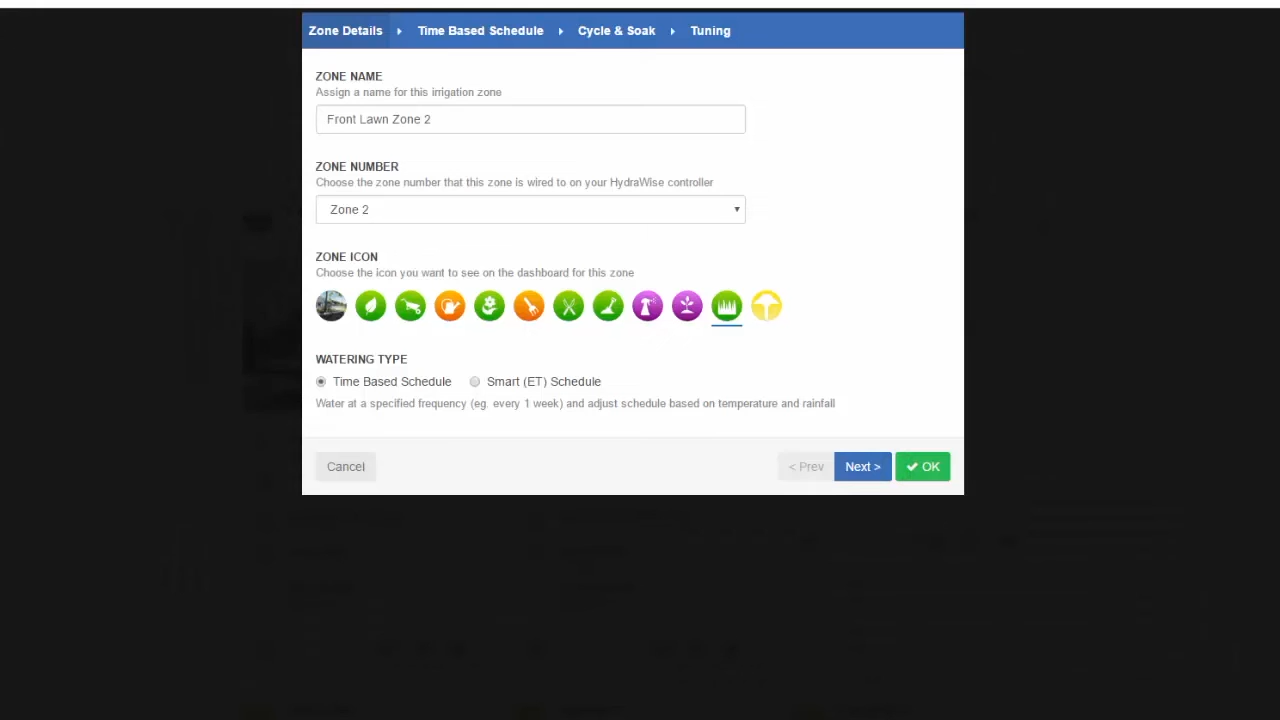 Zone Details Time Based Schedule Cycle & Soak Tuning
ZONE NAME
Assign a name for this irrigation zone
Front Lawn Zone 2
ZONE NUMBER
Choose the zone number that this zone is wired to on your HydraWise controller
Zone 2
ZONE ICON
Choose the icon you want to see on the dashboard for this zone
WATERING TYPE
Time Based Schedule Smart (ET) Schedule
Water at a specified frequency (eg. every 1 week) and adjust schedule based on temperature and rainfall
Cancel < Prev Next > OK